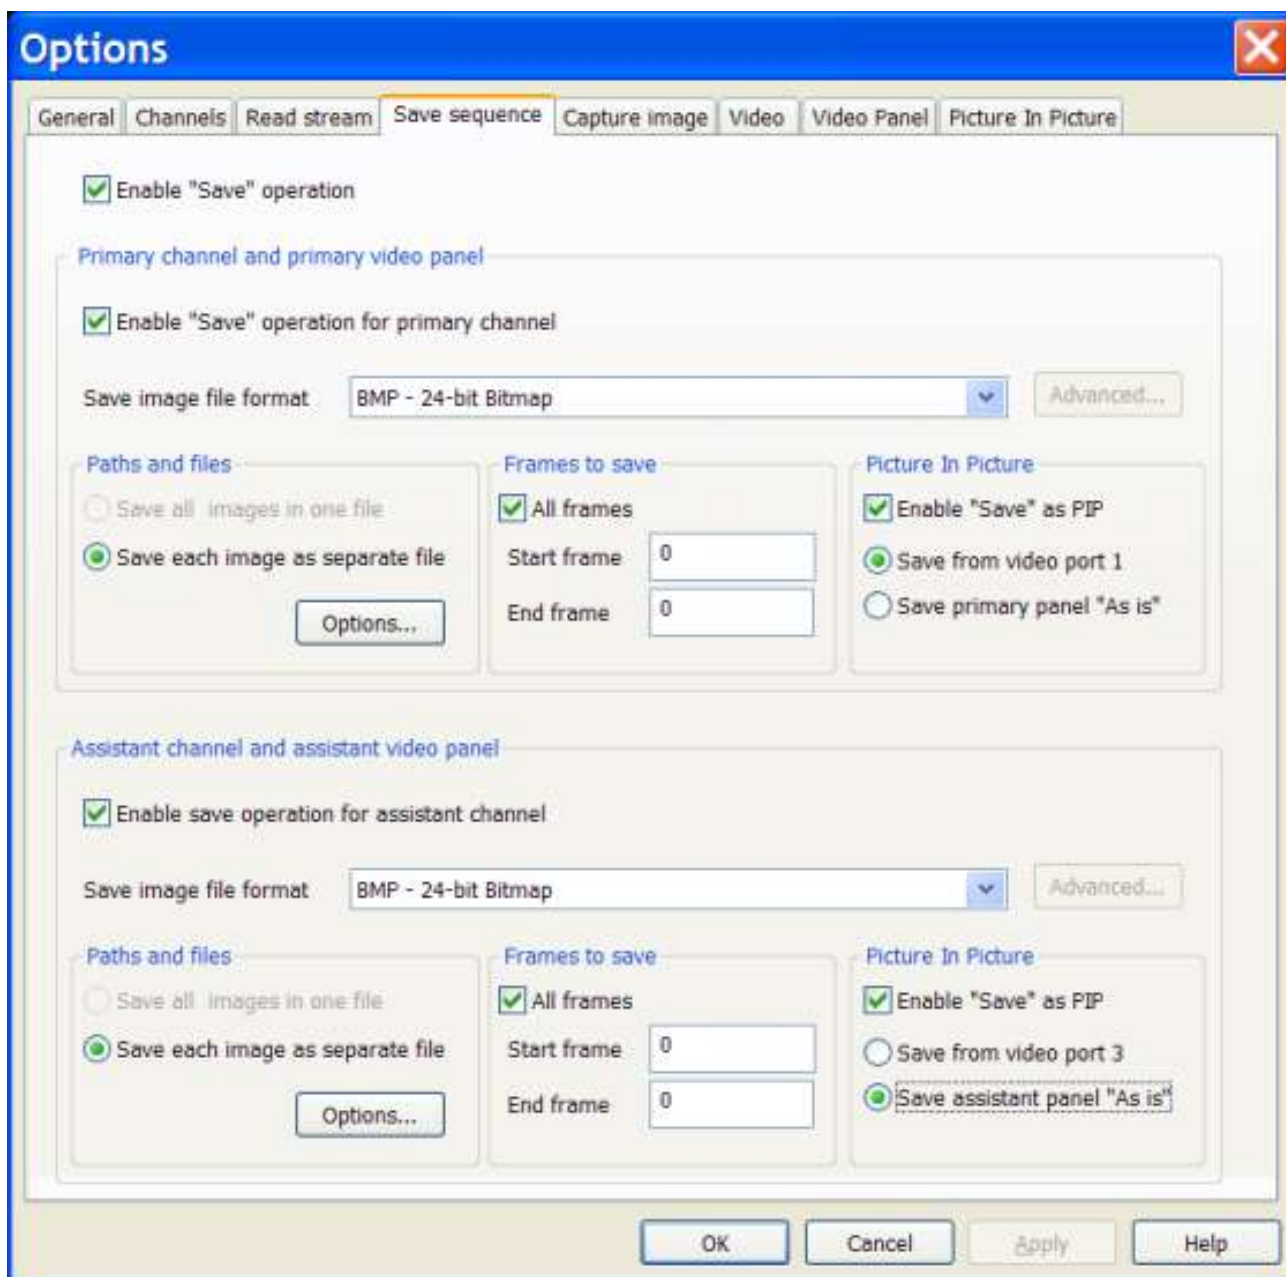 Options
General Channels Read stream Save sequence Capture image Video Video Panel Picture In Picture
Enable "Save" operation
Primary channel and primary video panel
Enable "Save" operation for primary channel
Save image file format BMP - 24-bit Bitmap Advanced...
Paths and files Frames to save Picture In Picture
Save all images in one file All frames Enable "Save" as PIP
Save each image as separate file Start frame 0 Save from video port 1
Options... End frame 0 Save primary panel "As is"
Assistant channel and assistant video panel
Enable save operation for assistant channel
Save image file format BMP - 24-bit Bitmap Advanced...
Paths and files Frames to save Picture In Picture
Save all images in one file All frames Enable "Save" as PIP
Save each image as separate file Start frame 0 Save from video port 3
Options... End frame 0 Save assistant panel "As is"
OK Cancel Apply Help